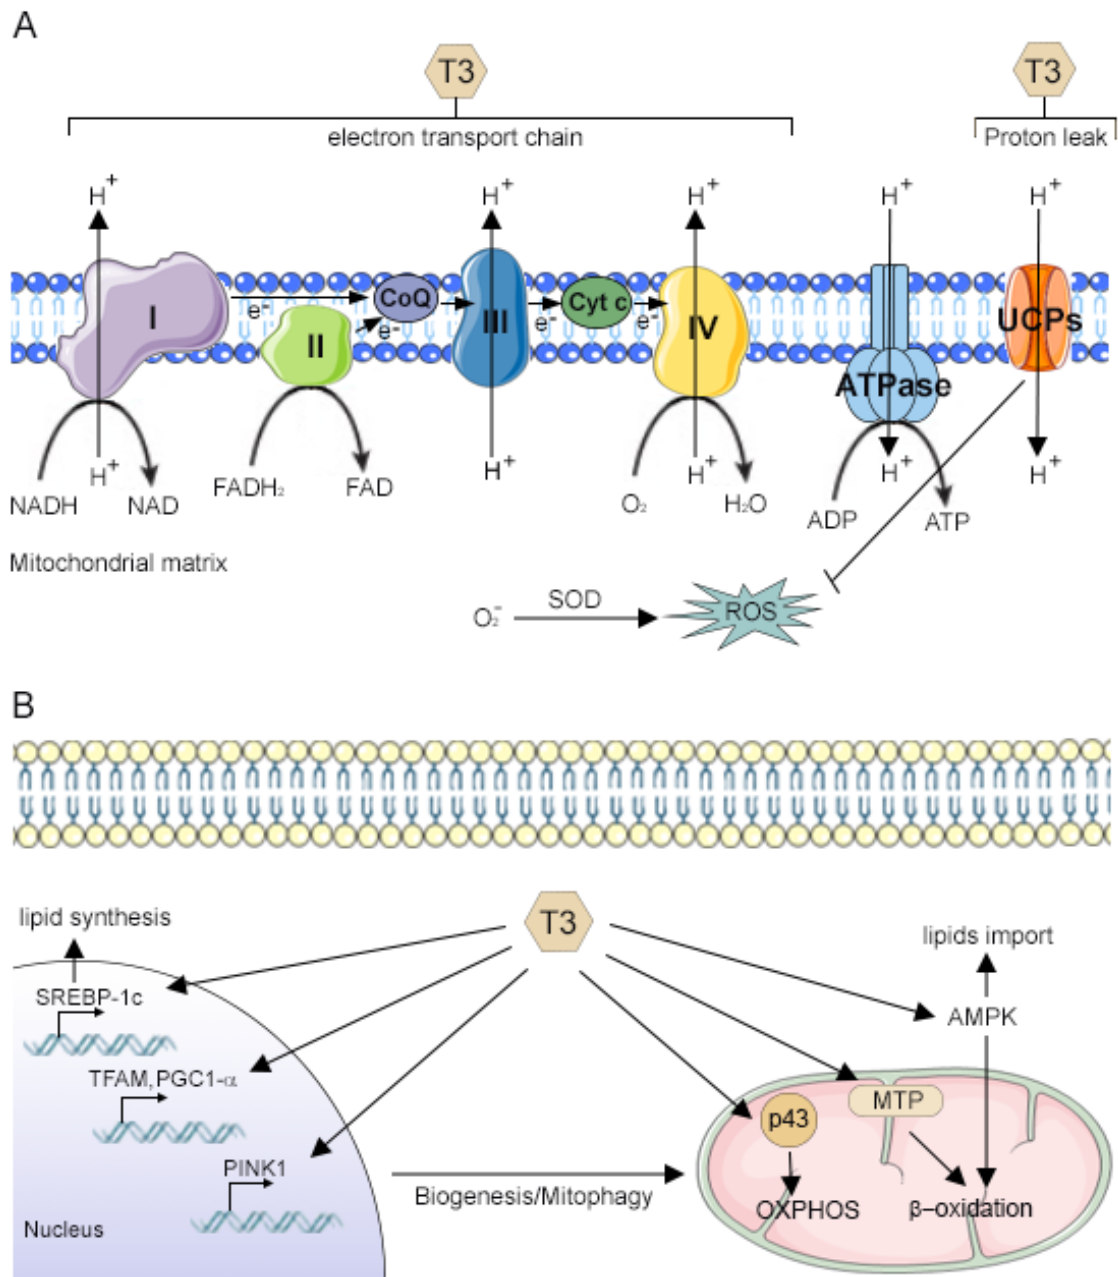 A
T3
T3
electron transport chain
Proton leak
H+
H+
H+
H+
H+
I
e-
II
CoQ
e-
III
e-
Cyt c
e-
IV
ATPase
UCPs
H+
H+
H+
H+
H+
NADH
NAD
FADH₂
FAD
O₂
H₂O
ADP
ATP
Mitochondrial matrix
O₂⁻
SOD
ROS
B
T3
lipid synthesis
lipids import
SREBP-1c
AMPK
TFAM,PGC1-α
p43
MTP
PINK1
Biogenesis/Mitophagy
OXPHOS
β–oxidation
Nucleus